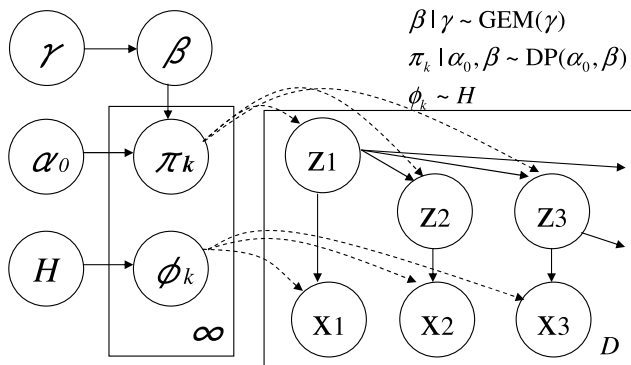 β | γ ~ GEM(γ)
π_k | α_0, β ~ DP(α_0, β)
ϕ_k ~ H
γ
β
α_0
π_k
z1
z2
z3
H
ϕ_k
∞
x1
x2
x3
D